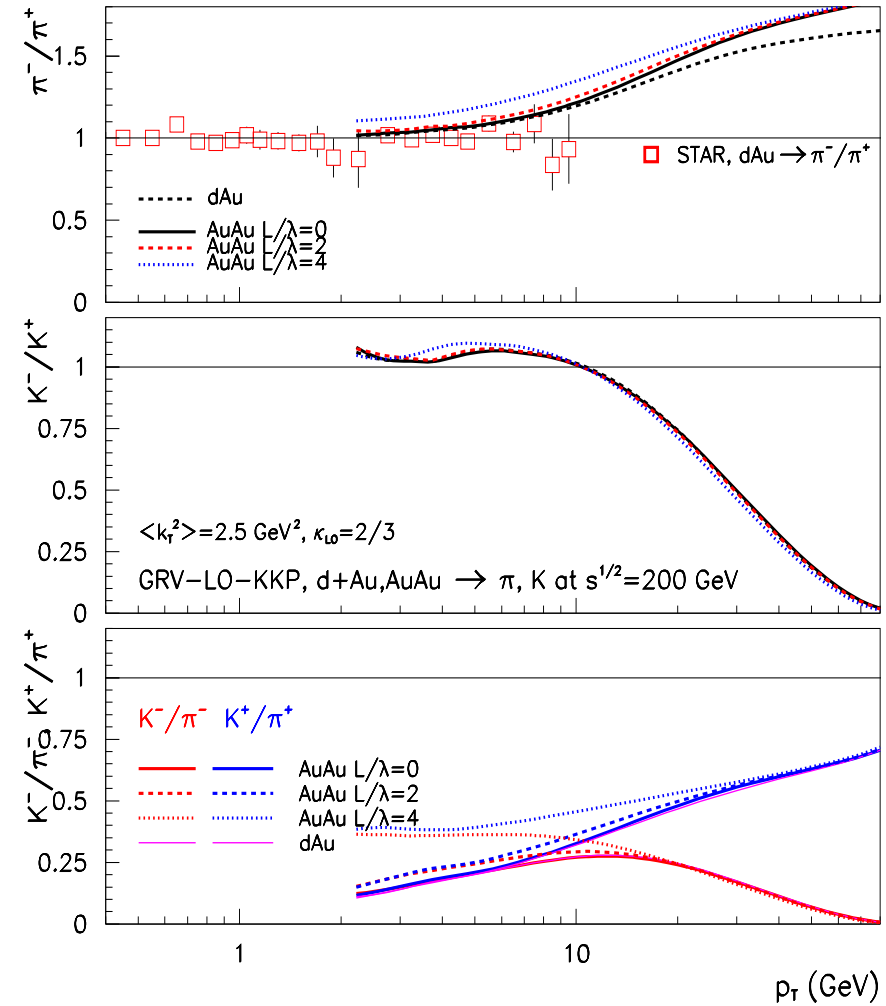 π⁻/π⁺
1.5
1
0.5
0
STAR, dAu → π⁻/π⁺
dAu
AuAu L/λ=0
AuAu L/λ=2
AuAu L/λ=4
K⁻/K⁺
1
0.75
0.5
0.25
0
<k_T²>=2.5 GeV², κ_LO=2/3
GRV-LO-KKP, d+Au,AuAu → π, K at s^1/2=200 GeV
K⁻/π⁻, K⁺/π⁺
1
0.75
0.5
0.25
0
K⁻/π⁻ K⁺/π⁺
AuAu L/λ=0
AuAu L/λ=2
AuAu L/λ=4
dAu
1 10
p_T (GeV)